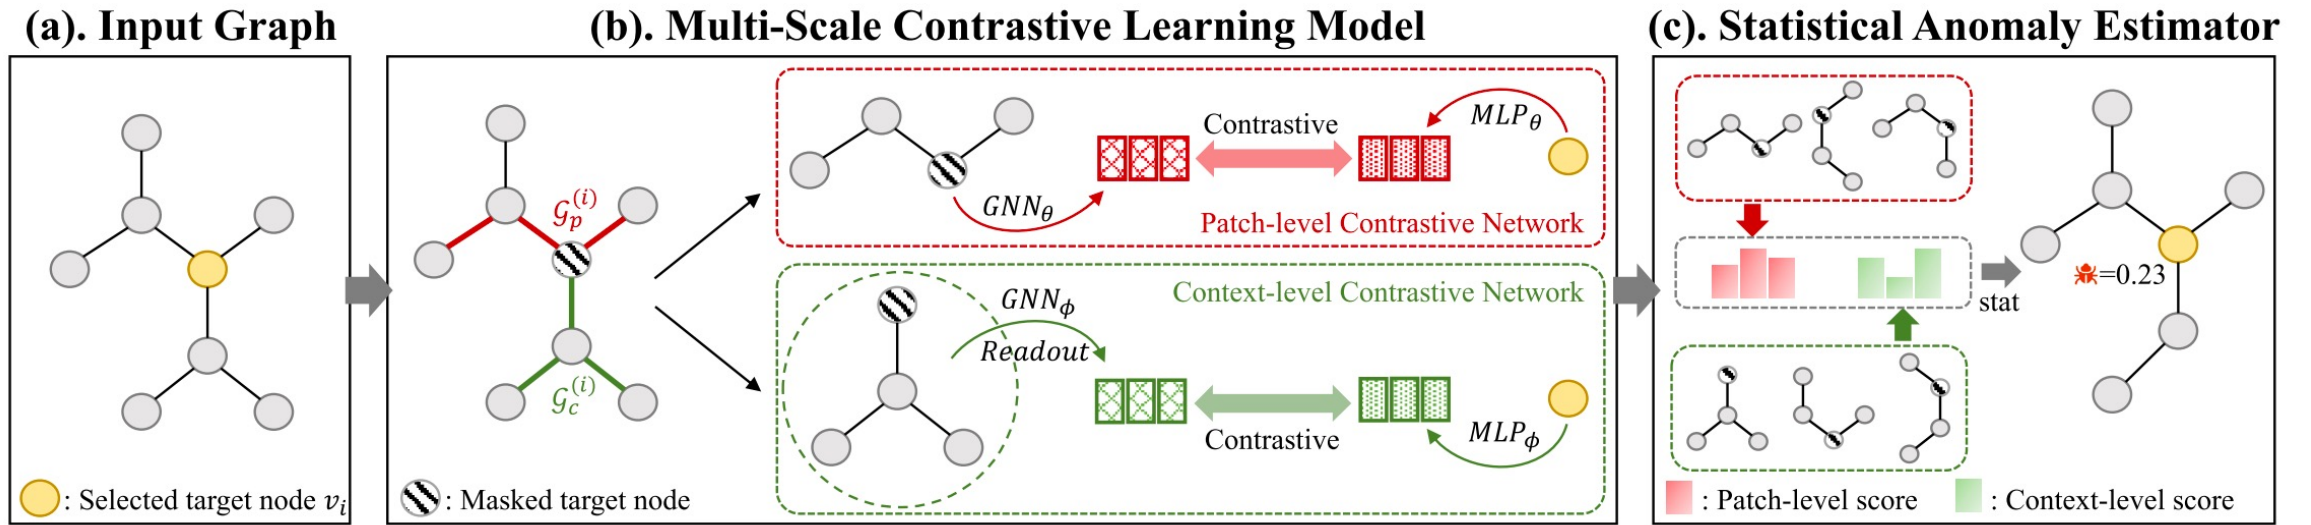 (a). Input Graph
(b). Multi-Scale Contrastive Learning Model
(c). Statistical Anomaly Estimator
𝒢_p^{(i)}
𝒢_c^{(i)}
Contrastive
MLP_θ
GNN_θ
Patch-level Contrastive Network
Context-level Contrastive Network
GNN_ϕ
Readout
Contrastive
MLP_ϕ
=0.23
stat
: Selected target node v_i
: Masked target node
: Patch-level score
: Context-level score